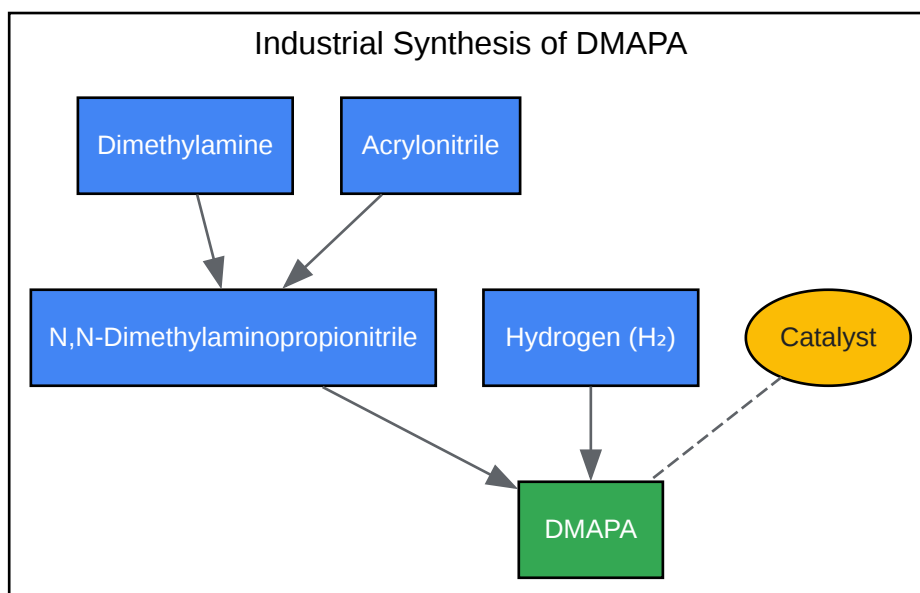 Industrial Synthesis of DMAPA
Dimethylamine
Acrylonitrile
N,N-Dimethylaminopropionitrile
Hydrogen (H₂)
Catalyst
DMAPA